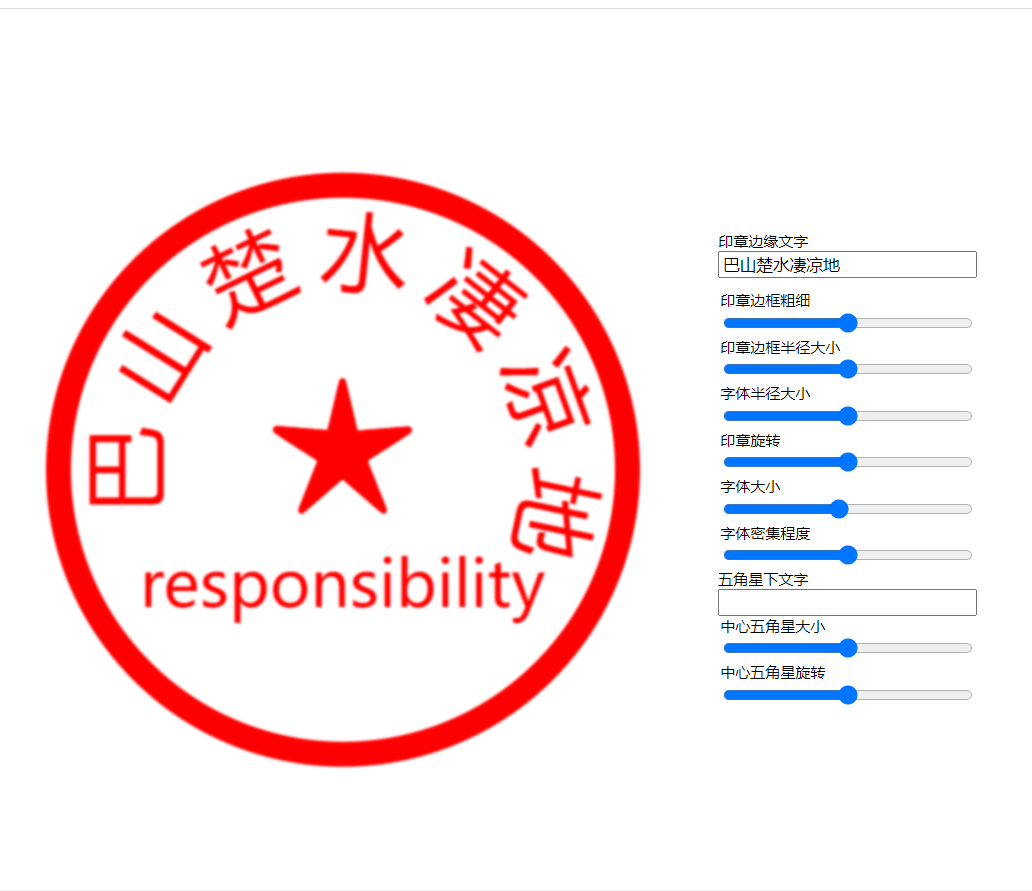 巴山楚水凄凉地
responsibility
印章边缘文字
巴山楚水凄凉地
印章边框粗细
印章边框半径大小
字体半径大小
印章旋转
字体大小
字体密集程度
五角星下文字
中心五角星大小
中心五角星旋转